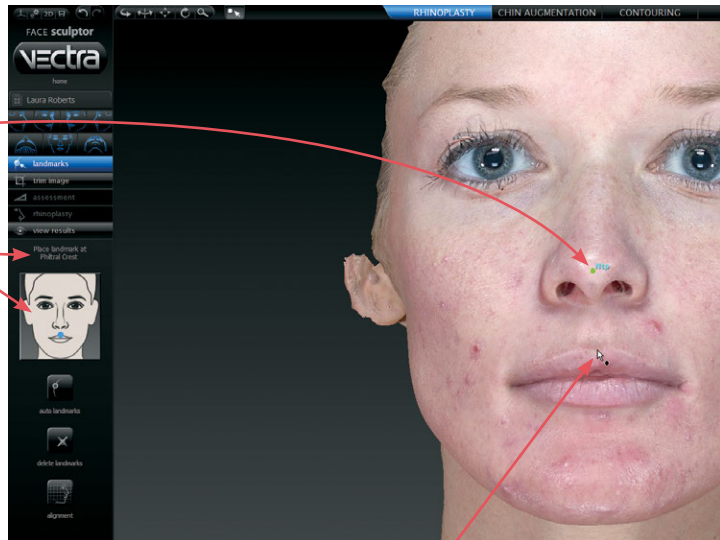 2D
RHINOPLASTY
CHIN AUGMENTATION
CONTOURING
FACE sculptor
VECTRA
home
Laura Roberts
landmarks
trim image
assessment
rhinoplasty
view results
Place landmark at
Philtral Crest
auto landmarks
delete landmarks
alignment